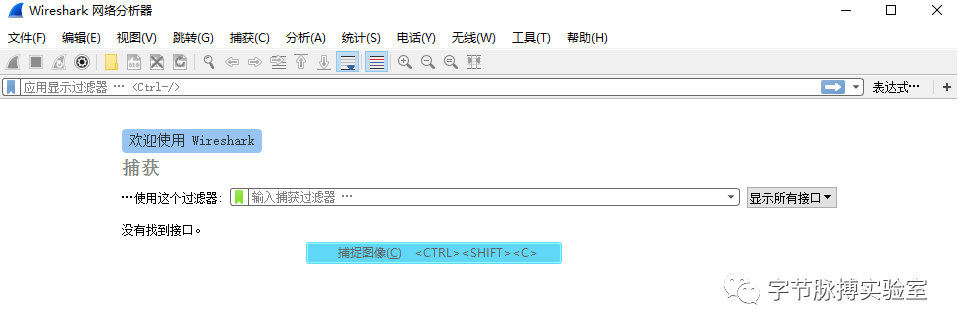 Wireshark 网络分析器
文件(F) 编辑(E) 视图(V) 跳转(G) 捕获(C) 分析(A) 统计(S) 电话(Y) 无线(W) 工具(T) 帮助(H)
应用显示过滤器 … <Ctrl-/> 表达式… +
欢迎使用 Wireshark
捕获
…使用这个过滤器: 输入捕获过滤器 … 显示所有接口
没有找到接口。
捕捉图像(C) <CTRL><SHIFT><C>
字节脉搏实验室